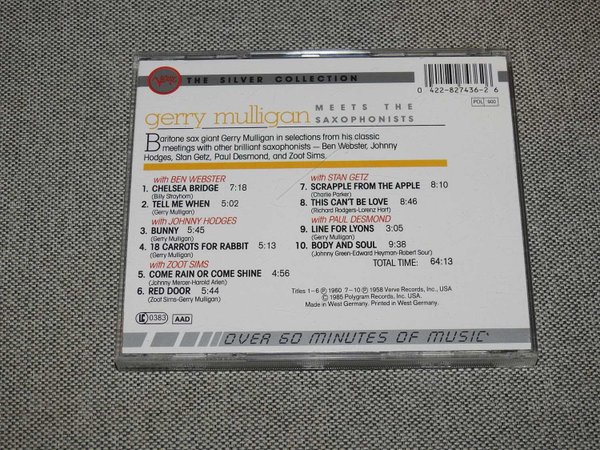 Verve
THE SILVER COLLECTION
0 422-827436-2 6
POL 900
gerry mulligan MEETS THE SAXOPHONISTS
Baritone sax giant Gerry Mulligan in selections from his classic
meetings with other brilliant saxophonists — Ben Webster, Johnny
Hodges, Stan Getz, Paul Desmond, and Zoot Sims.
with BEN WEBSTER
1. CHELSEA BRIDGE 7:18
(Billy Strayhorn)
2. TELL ME WHEN 5:02
(Gerry Mulligan)
with JOHNNY HODGES
3. BUNNY 5:45
(Gerry Mulligan)
4. 18 CARROTS FOR RABBIT 5:13
(Gerry Mulligan)
with ZOOT SIMS
5. COME RAIN OR COME SHINE 4:56
(Johnny Mercer-Harold Arlen)
6. RED DOOR 5:44
(Zoot Sims-Gerry Mulligan)
with STAN GETZ
7. SCRAPPLE FROM THE APPLE 8:10
(Charlie Parker)
8. THIS CAN'T BE LOVE 8:46
(Richard Rodgers-Lorenz Hart)
with PAUL DESMOND
9. LINE FOR LYONS 3:05
(Gerry Mulligan)
10. BODY AND SOUL 9:38
(Johnny Green-Edward Heyman-Robert Sour)
TOTAL TIME: 64:13
Titles 1-6 ℗ 1960 7-10 ℗ 1958 Verve Records, Inc., USA
© 1985 Polygram Records, Inc., USA.
Made in West Germany. Printed in West Germany.
LC 0383 AAD
OVER 60 MINUTES OF MUSIC